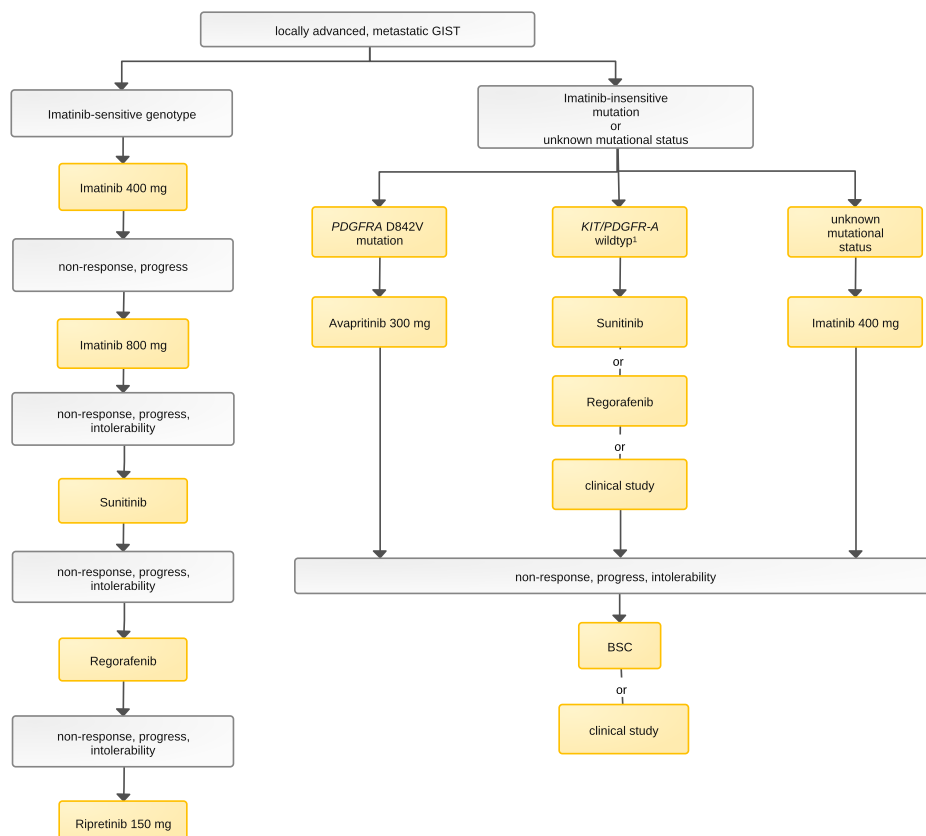 locally advanced, metastatic GIST
Imatinib-sensitive genotype
Imatinib 400 mg
non-response, progress
Imatinib 800 mg
non-response, progress,
intolerability
Sunitinib
non-response, progress,
intolerability
Regorafenib
non-response, progress,
intolerability
Ripretinib 150 mg
Imatinib-insensitive
mutation
or
unknown mutational status
PDGFRA D842V
mutation
Avapritinib 300 mg
KIT/PDGFR-A
wildtyp¹
Sunitinib
or
Regorafenib
or
clinical study
unknown
mutational
status
Imatinib 400 mg
non-response, progress, intolerability
BSC
or
clinical study